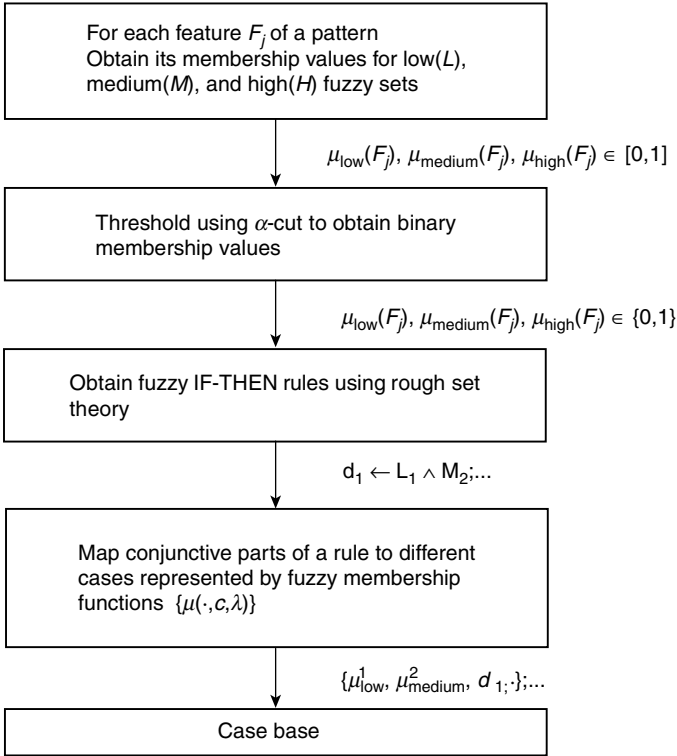 For each feature F_j of a pattern
Obtain its membership values for low(L),
medium(M), and high(H) fuzzy sets
μ_low(F_j), μ_medium(F_j), μ_high(F_j) ∈ [0,1]
Threshold using α-cut to obtain binary
membership values
μ_low(F_j), μ_medium(F_j), μ_high(F_j) ∈ {0,1}
Obtain fuzzy IF-THEN rules using rough set
theory
d_1 ← L_1 ∧ M_2;...
Map conjunctive parts of a rule to different
cases represented by fuzzy membership
functions {μ(·,c,λ)}
{μ^1_low, μ^2_medium, d_1;·};...
Case base